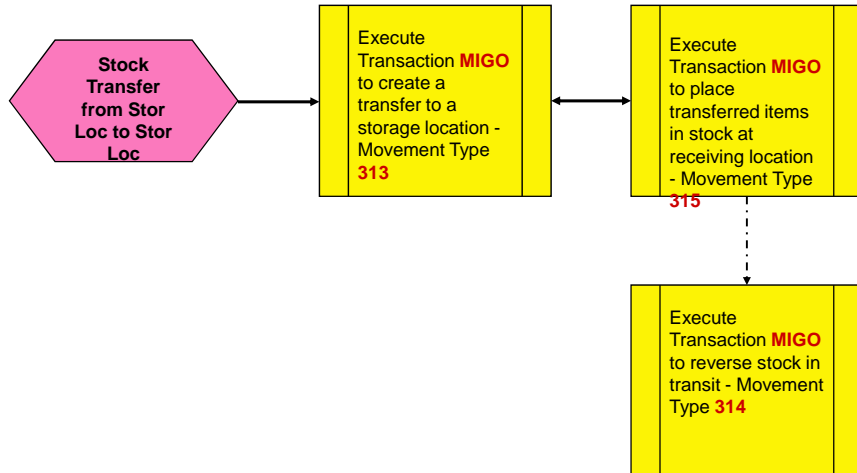 Stock
Transfer
from Stor
Loc to Stor
Loc
Execute
Transaction MIGO
to create a
transfer to a
storage location -
Movement Type
313
Execute
Transaction MIGO
to place
transferred items
in stock at
receiving location
- Movement Type
315
Execute
Transaction MIGO
to reverse stock in
transit - Movement
Type 314